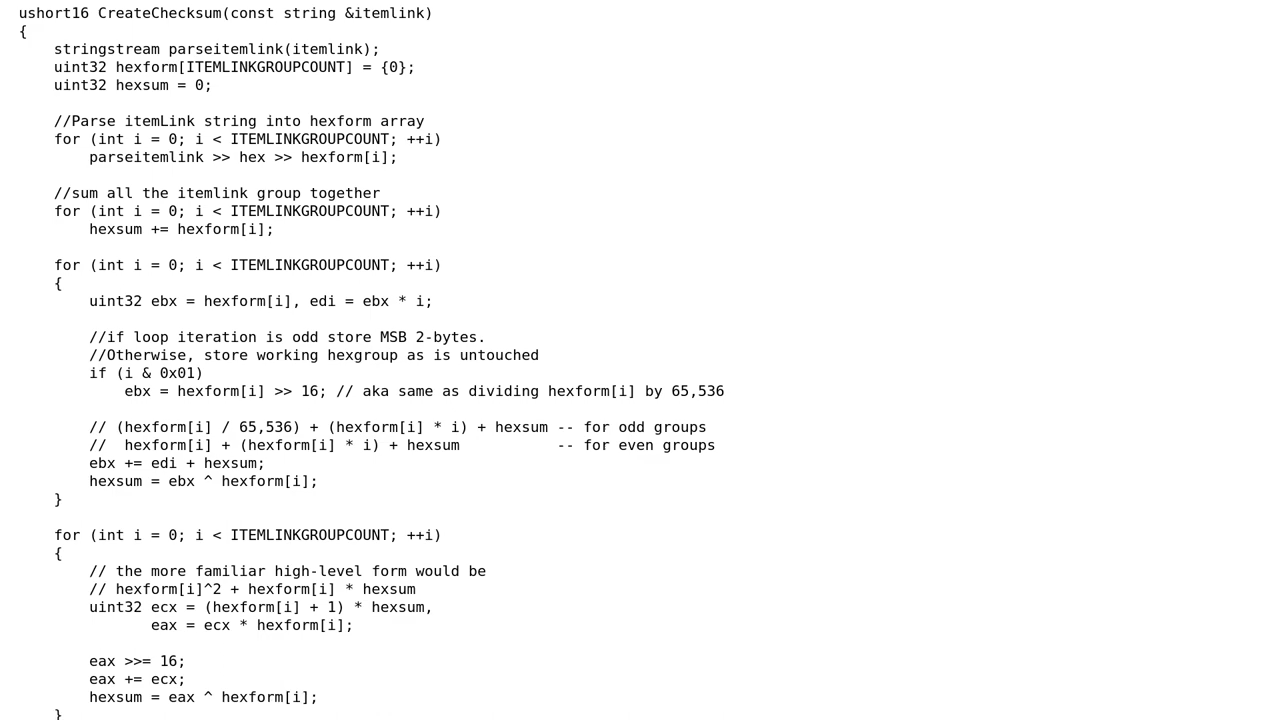 ushort16 CreateChecksum(const string &itemlink)
{
    stringstream parseitemlink(itemlink);
    uint32 hexform[ITEMLINKGROUPCOUNT] = {0};
    uint32 hexsum = 0;

    //Parse itemLink string into hexform array
    for (int i = 0; i < ITEMLINKGROUPCOUNT; ++i)
        parseitemlink >> hex >> hexform[i];

    //sum all the itemlink group together
    for (int i = 0; i < ITEMLINKGROUPCOUNT; ++i)
        hexsum += hexform[i];

    for (int i = 0; i < ITEMLINKGROUPCOUNT; ++i)
    {
        uint32 ebx = hexform[i], edi = ebx * i;

        //if loop iteration is odd store MSB 2-bytes.
        //Otherwise, store working hexgroup as is untouched
        if (i & 0x01)
            ebx = hexform[i] >> 16; // aka same as dividing hexform[i] by 65,536

        // (hexform[i] / 65,536) + (hexform[i] * i) + hexsum -- for odd groups
        //  hexform[i] + (hexform[i] * i) + hexsum           -- for even groups
        ebx += edi + hexsum;
        hexsum = ebx ^ hexform[i];
    }

    for (int i = 0; i < ITEMLINKGROUPCOUNT; ++i)
    {
        // the more familiar high-level form would be
        // hexform[i]^2 + hexform[i] * hexsum
        uint32 ecx = (hexform[i] + 1) * hexsum,
               eax = ecx * hexform[i];

        eax >>= 16;
        eax += ecx;
        hexsum = eax ^ hexform[i];
    }